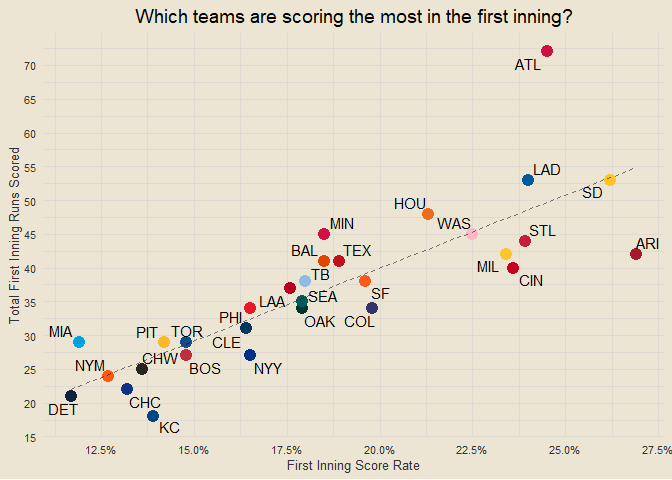 Which teams are scoring the most in the first inning?
Total First Inning Runs Scored
70
65
60
55
50
45
40
35
30
25
20
15
ATL
LAD
SD
HOU
WAS
MIN
STL
ARI
BAL
TEX
MIL
CIN
TB
SF
LAA
SEA
PHI
OAK
COL
MIA
PIT
TOR
CLE
NYM
CHW
BOS
NYY
DET
CHC
KC
12.5%
15.0%
17.5%
20.0%
22.5%
25.0%
27.5%
First Inning Score Rate